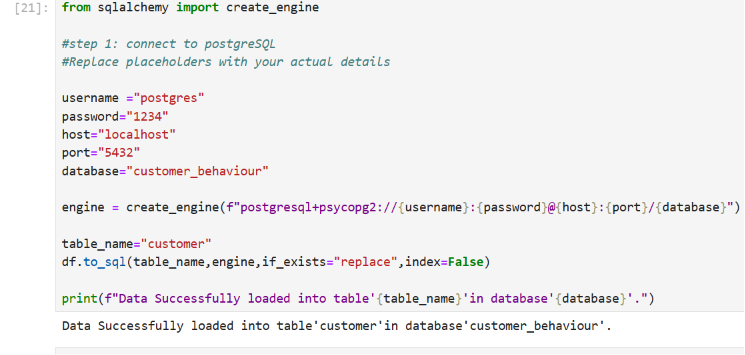 [21]: from sqlalchemy import create_engine
#step 1: connect to postgreSQL
#Replace placeholders with your actual details
username ="postgres"
password="1234"
host="localhost"
port="5432"
database="customer_behaviour"
engine = create_engine(f"postgresql+psycopg2://{username}:{password}@{host}:{port}/{database}")
table_name="customer"
df.to_sql(table_name,engine,if_exists="replace",index=False)
print(f"Data Successfully loaded into table'{table_name}'in database'{database}'.")
Data Successfully loaded into table'customer'in database'customer_behaviour'.